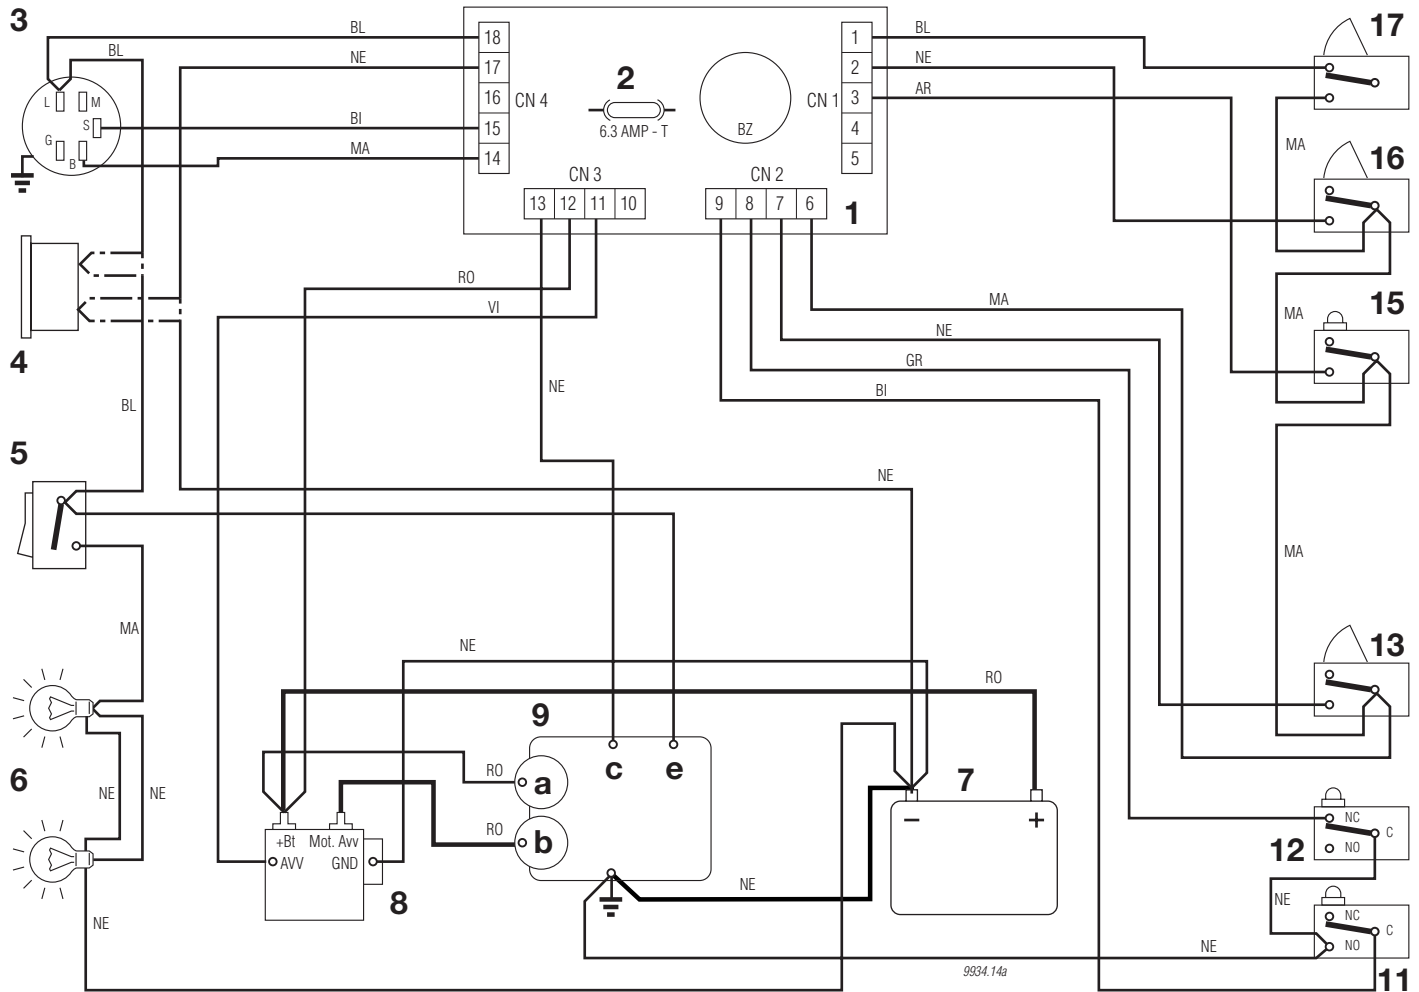 3
BL
18
1
BL
17
BL
NE
17
2
NE
2
L
M
16
CN 4
CN 1
3
AR
S
BI
15
6.3 AMP - T
BZ
4
G
B
MA
14
5
MA
16
CN 3
CN 2
13
12
11
10
9
8
7
6
1
4
RO
VI
MA
MA
15
NE
GR
NE
BI
BL
5
NE
MA
MA
NE
13
RO
9
c
e
7
6
RO
a
NE
NE
RO
b
− +
+Bt
Mot. Avv
AVV
GND
8
NC
C
NO
12
NE
NE
NE
NC
C
NO
NE
9934.14a
11